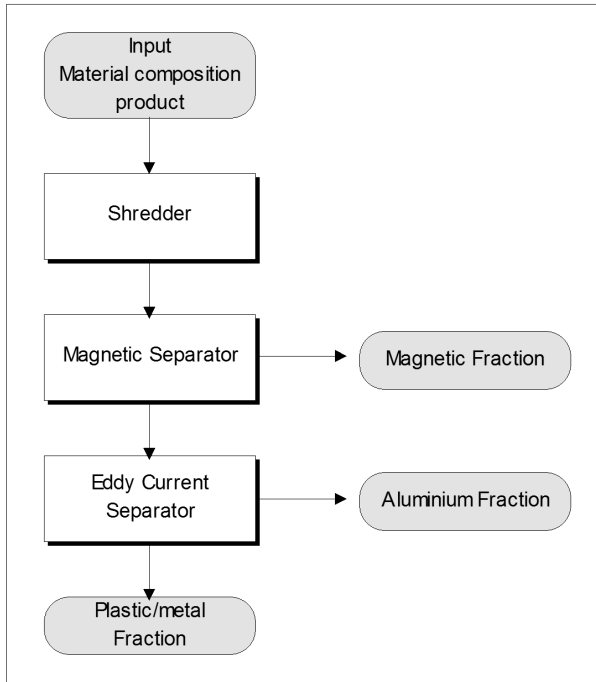 Input
Material composition
product
Shredder
Magnetic Separator
Magnetic Fraction
Eddy Current
Separator
Aluminium Fraction
Plastic/metal
Fraction